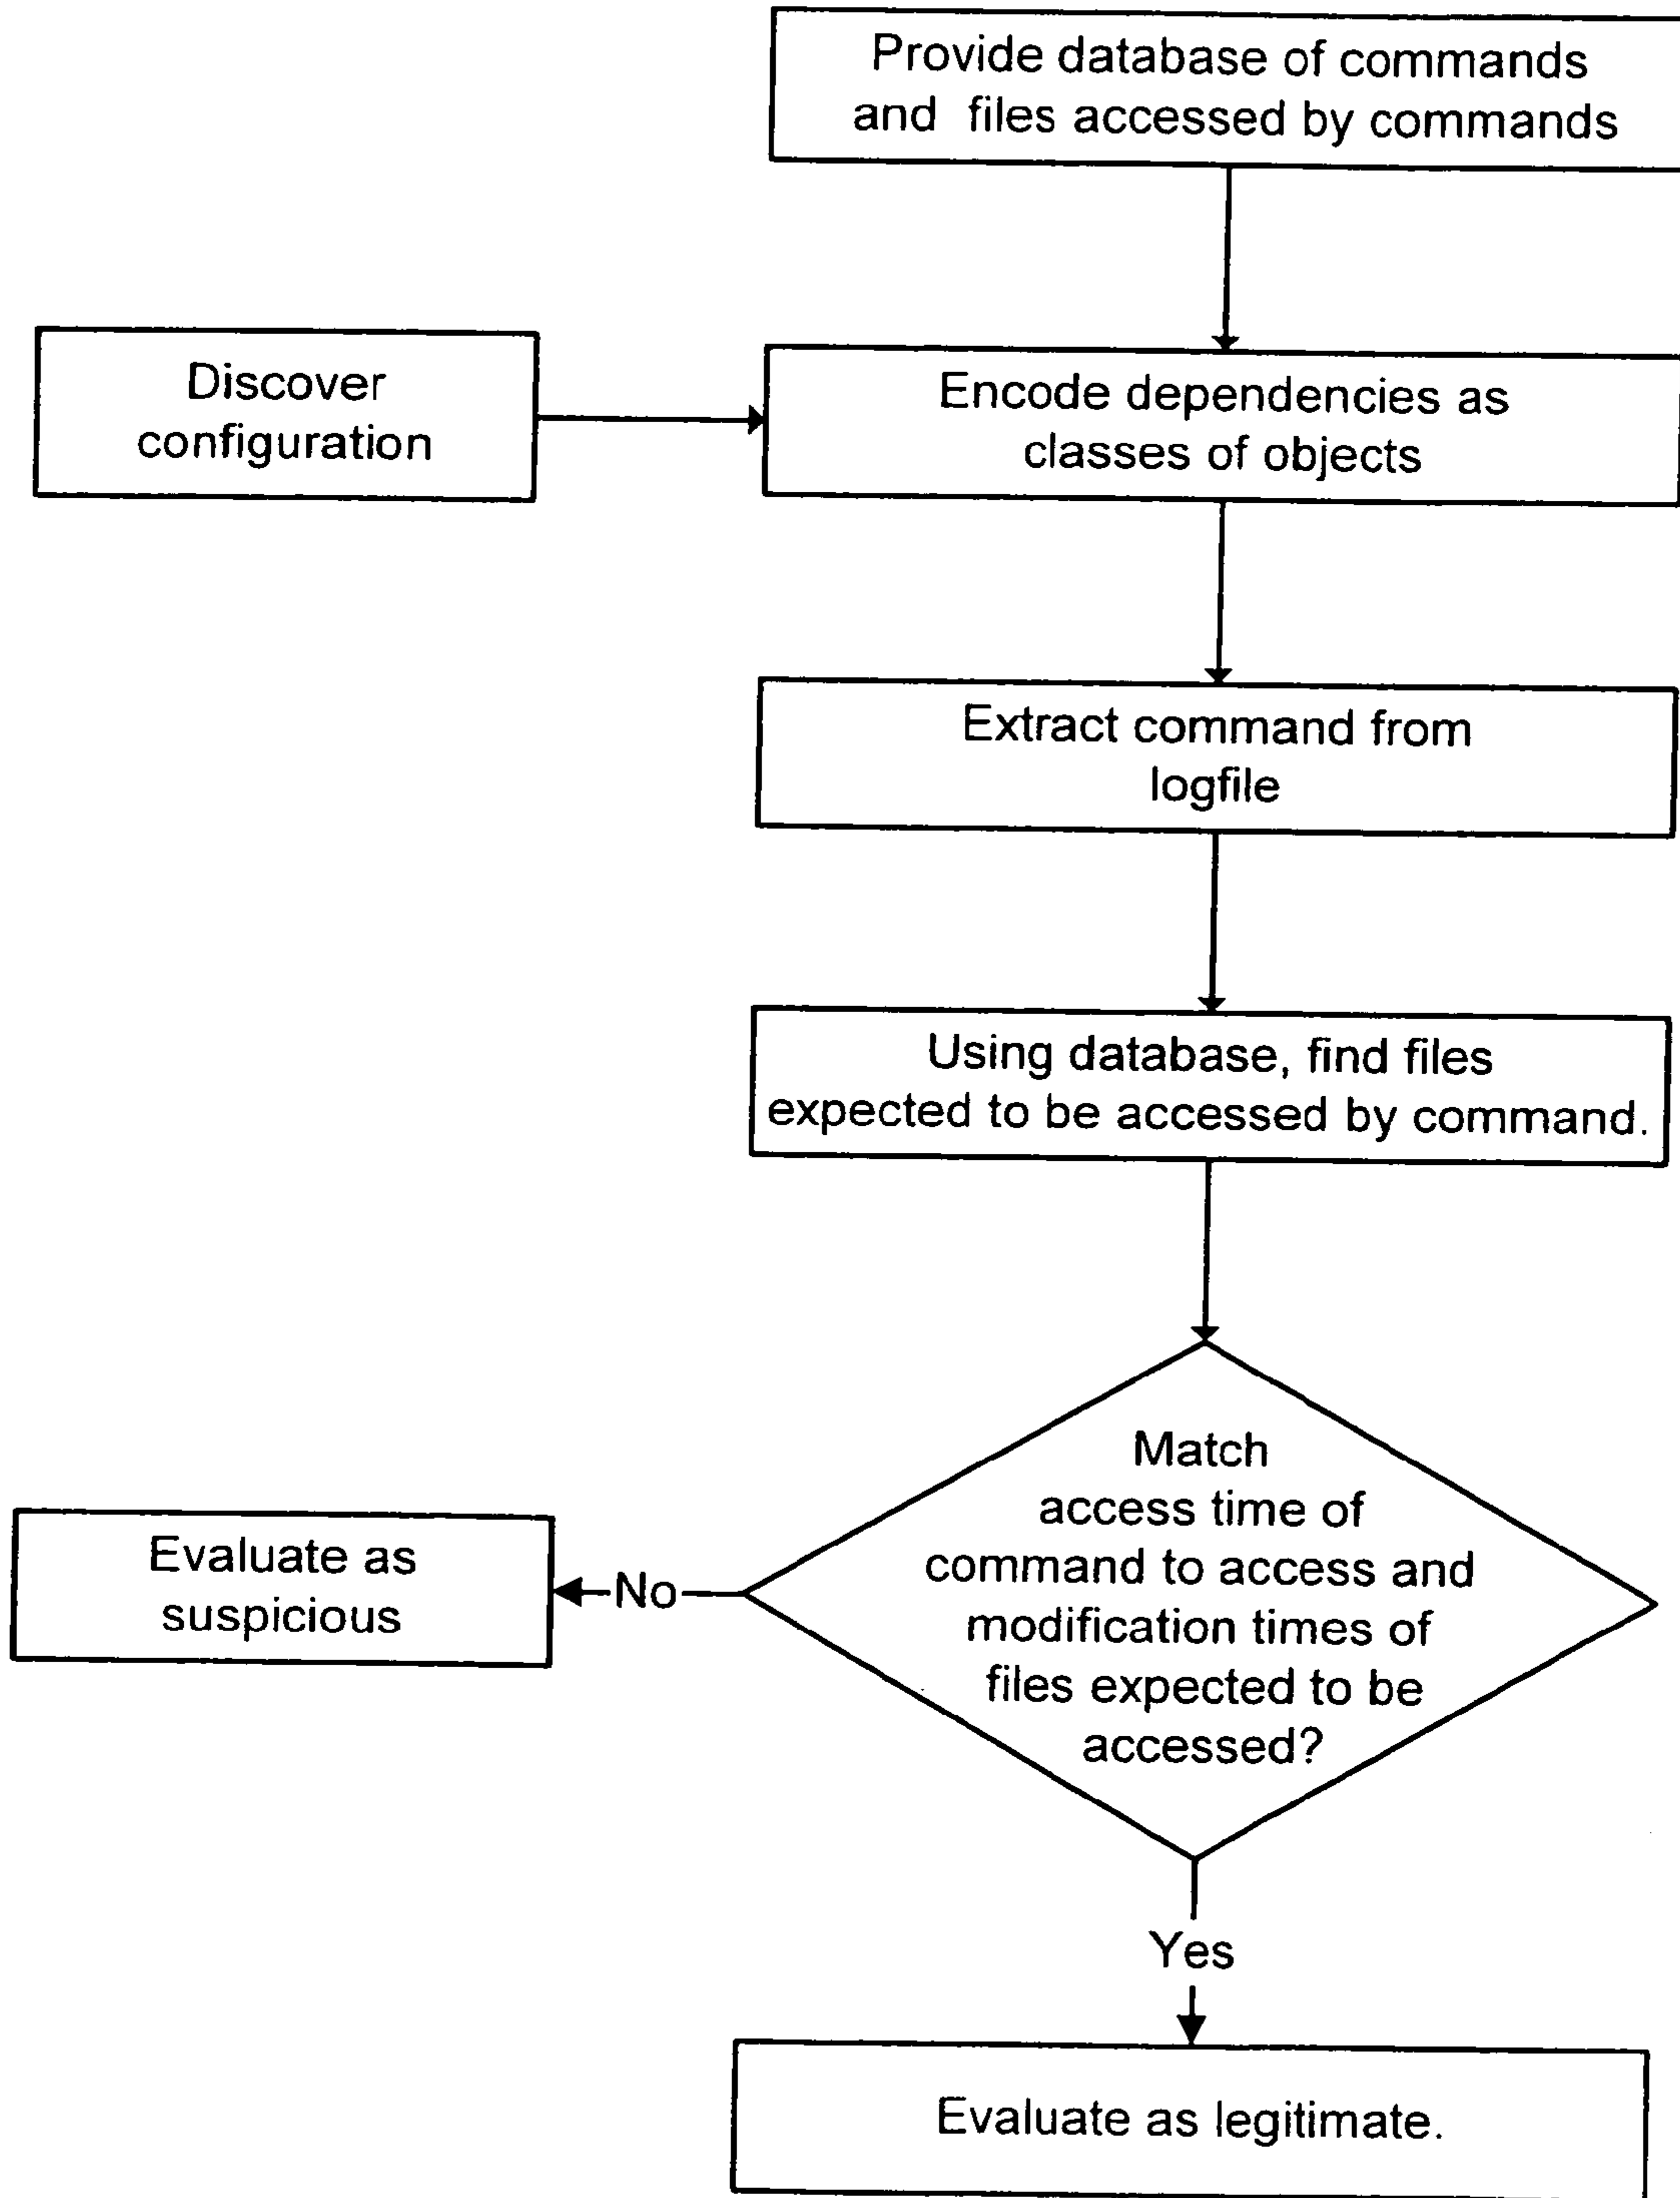 Provide database of commands
and files accessed by commands
Discover
configuration
Encode dependencies as
classes of objects
Extract command from
logfile
Using database, find files
expected to be accessed by command.
Match
access time of
command to access and
modification times of
files expected to be
accessed?
No
Evaluate as
suspicious
Yes
Evaluate as legitimate.